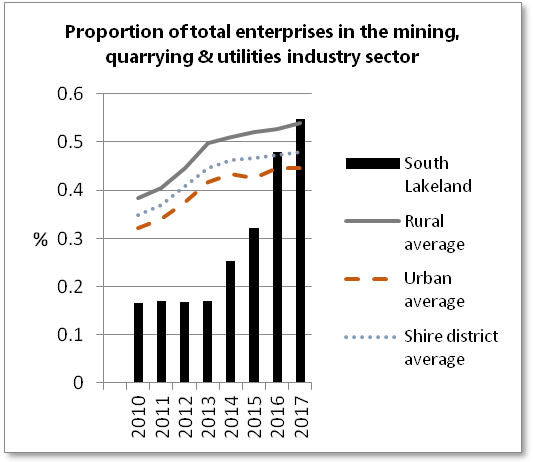 Proportion of total enterprises in the mining,
quarrying & utilities industry sector
0.6
0.5
0.4
0.3
0.2
0.1
0
%
2010
2011
2012
2013
2014
2015
2016
2017
South
Lakeland
Rural
average
Urban
average
Shire district
average